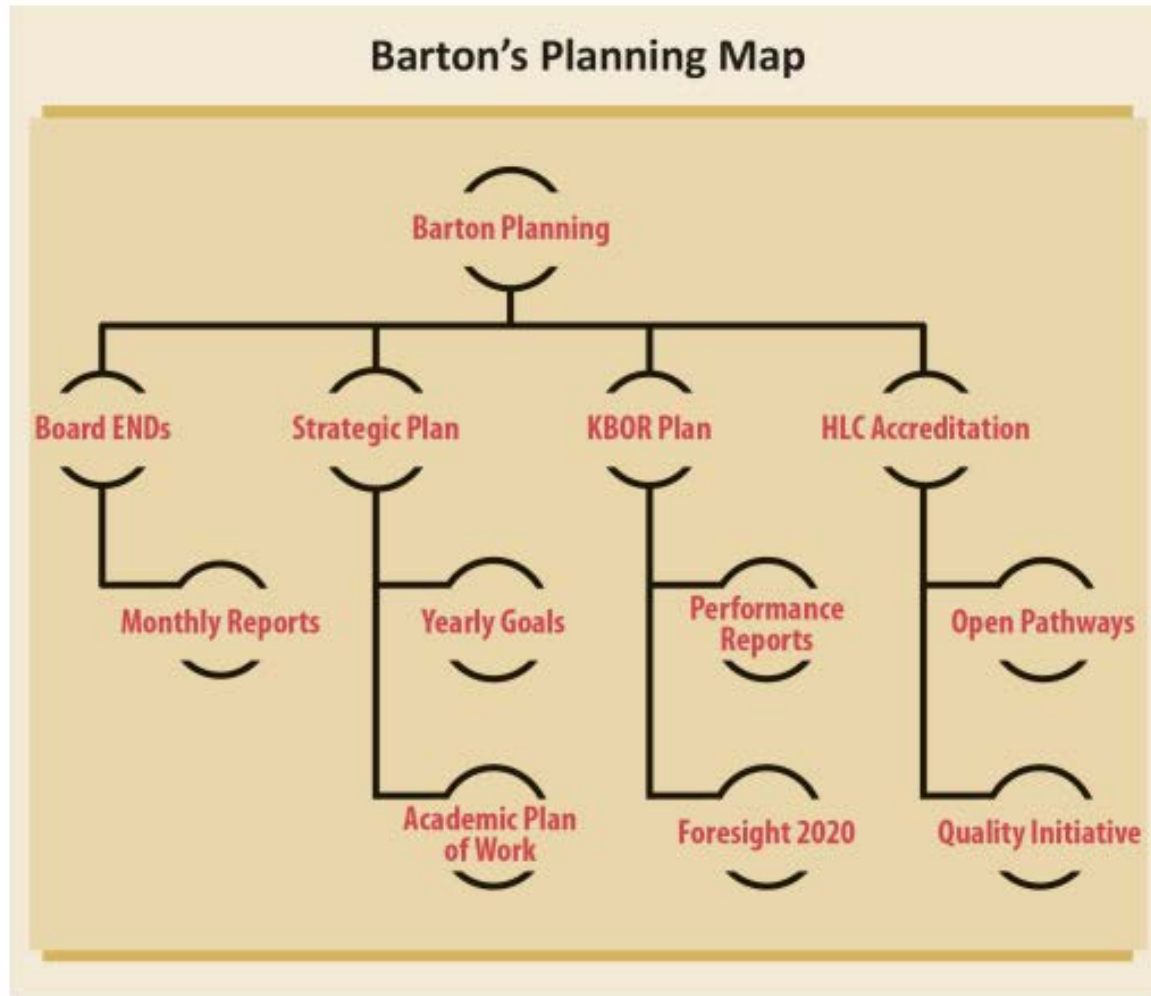 Barton's Planning Map
Barton Planning
Board ENDs
Strategic Plan
KBOR Plan
HLC Accreditation
Monthly Reports
Yearly Goals
Performance
Reports
Open Pathways
Academic Plan
of Work
Foresight 2020
Quality Initiative